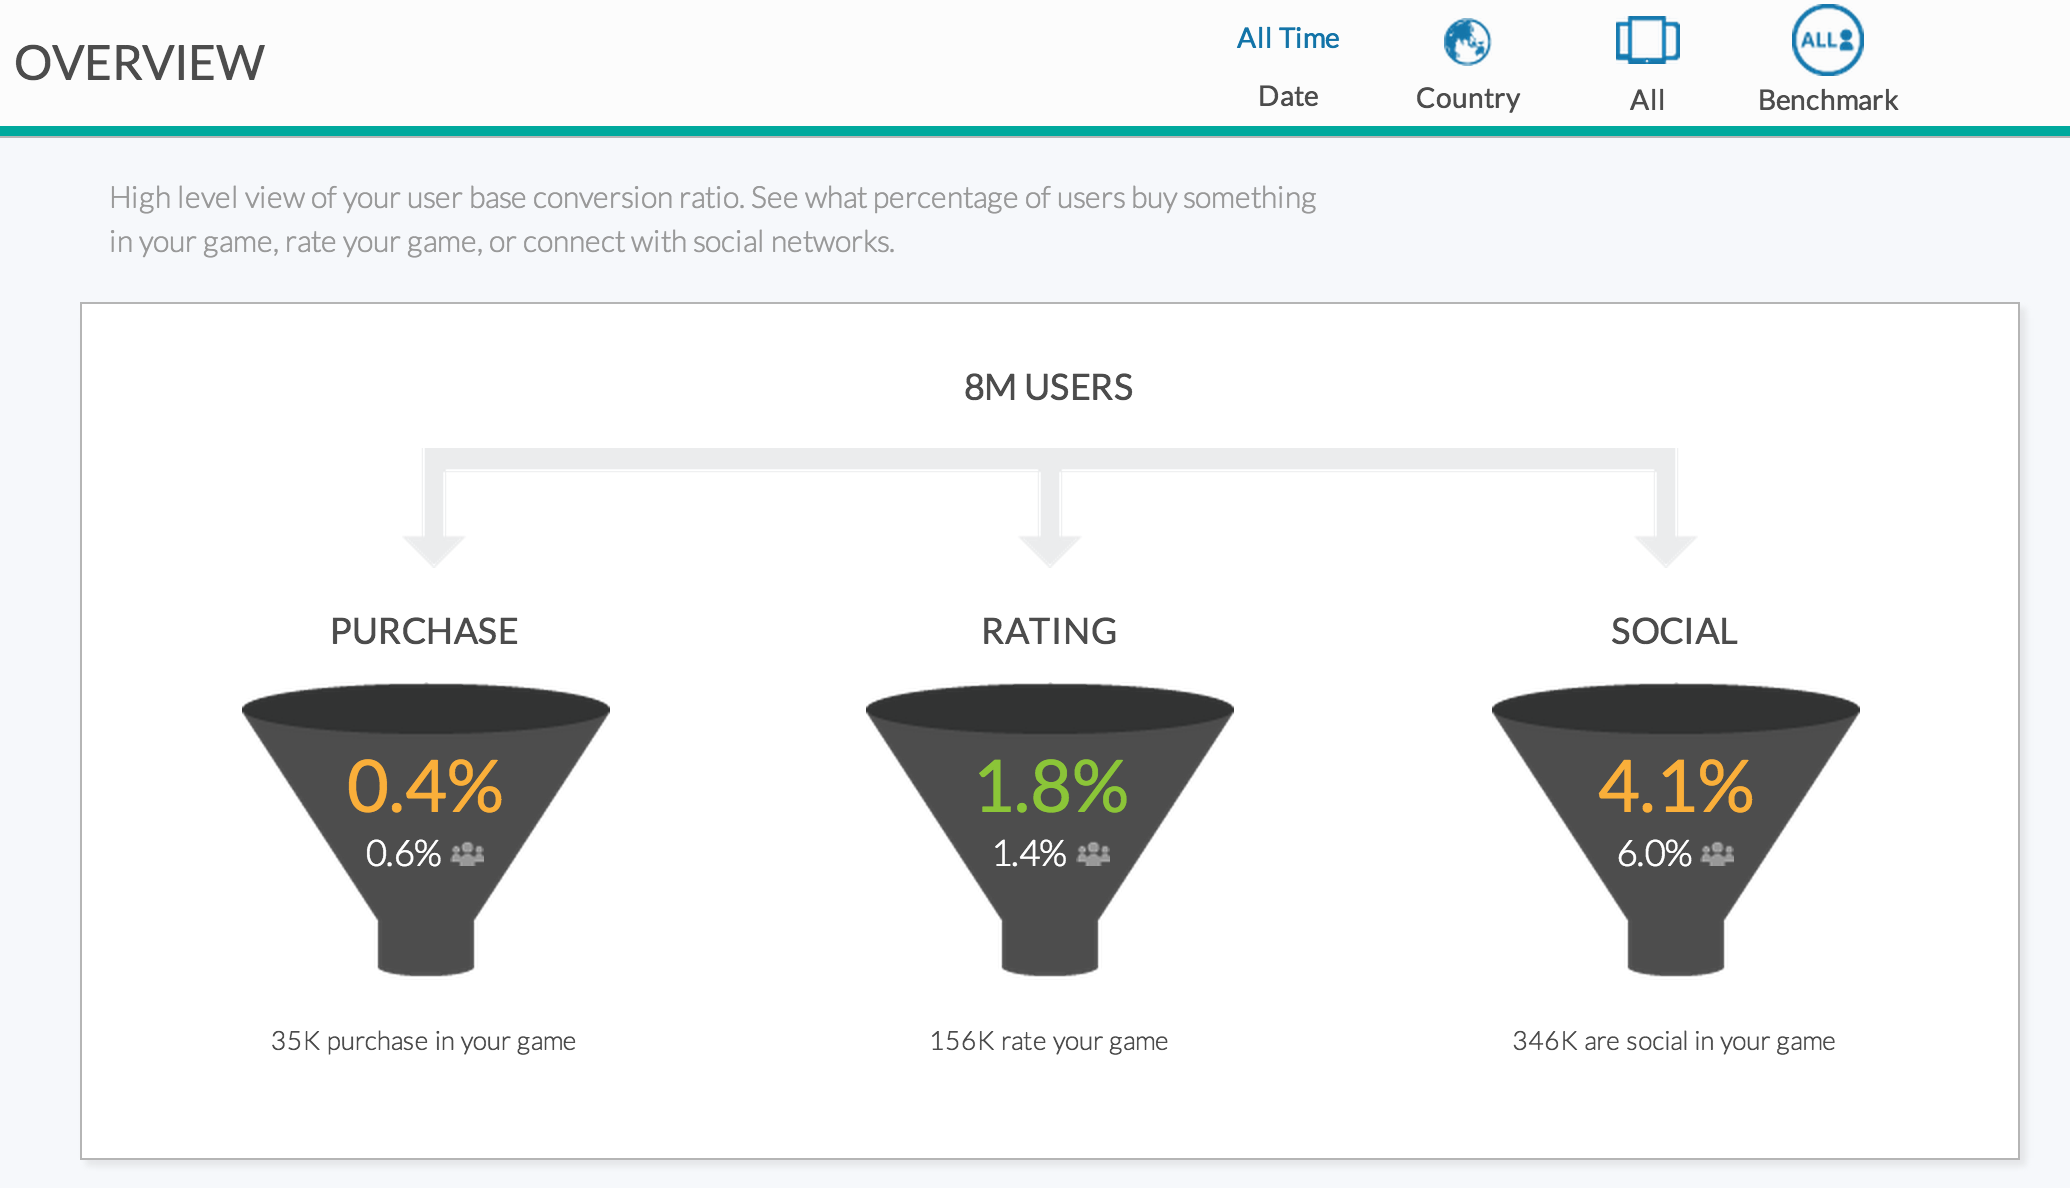 OVERVIEW
All Time
Date
Country
All
ALL
Benchmark
High level view of your user base conversion ratio. See what percentage of users buy something
in your game, rate your game, or connect with social networks.
8M USERS
PURCHASE
0.4%
0.6%
35K purchase in your game
RATING
1.8%
1.4%
156K rate your game
SOCIAL
4.1%
6.0%
346K are social in your game